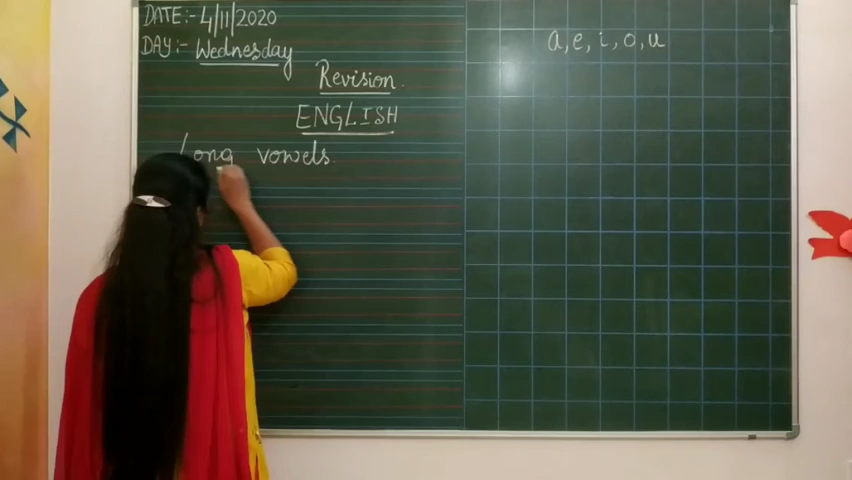 DATE:- 4/11/2020
DAY:- Wednesday
Revision.
ENGLISH
Long vowels.
a, e, i, o, u